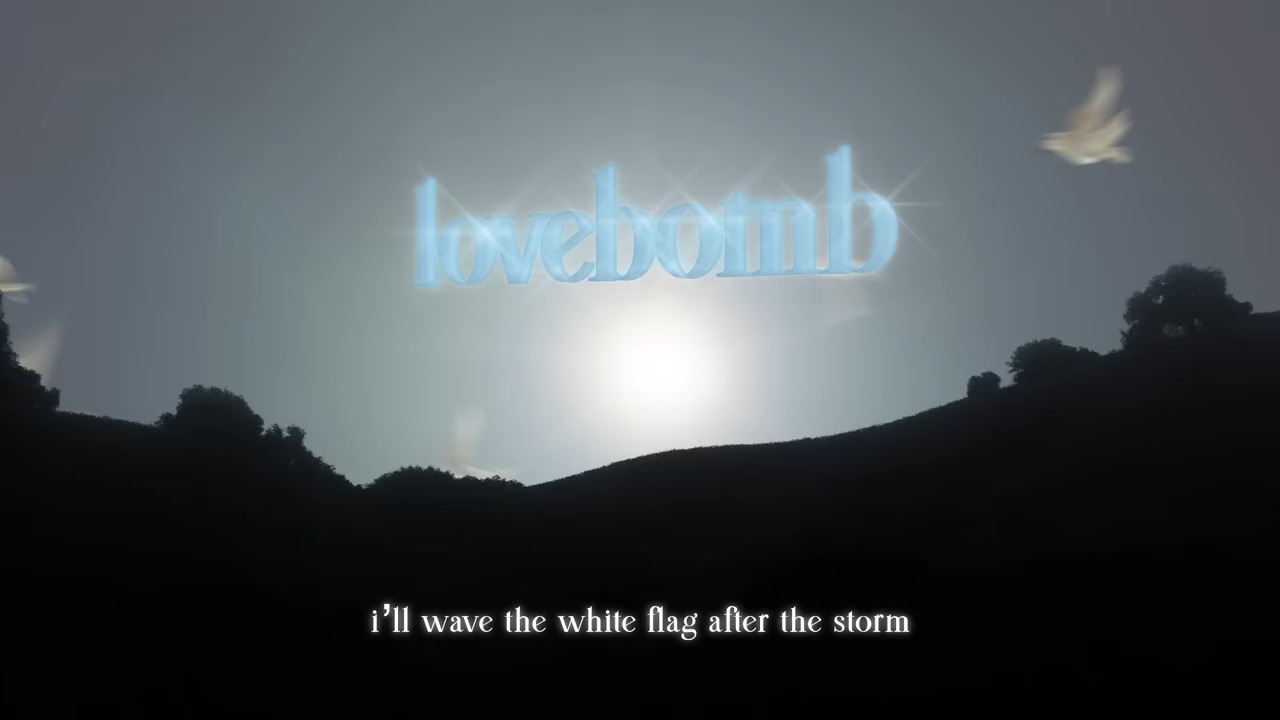 lovebomb
i’ll wave the white flag after the storm